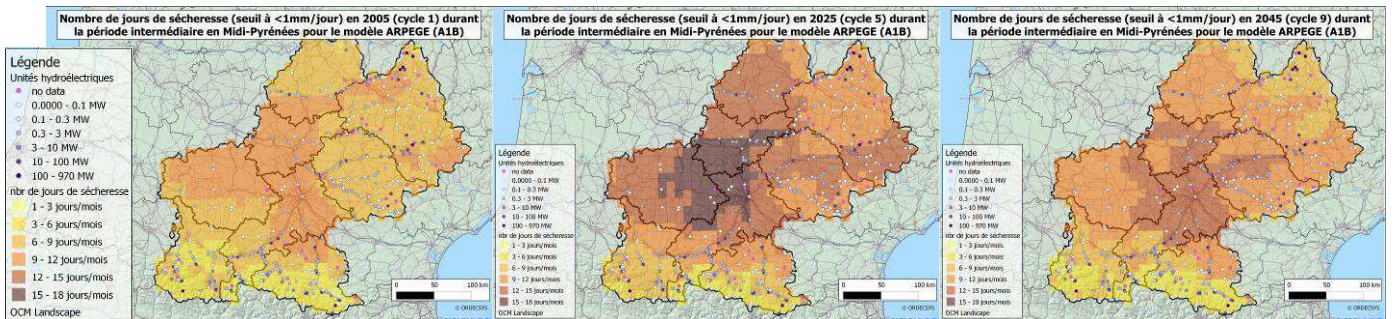 Nombre de jours de sécheresse (seuil à <1mm/jour) en 2005 (cycle 1) durant
la période intermédiaire en Midi-Pyrénées pour le modèle ARPEGE (A1B)
Légende
Unités hydroélectriques
no data
0.0000 - 0.1 MW
0.1 - 0.3 MW
0.3 - 3 MW
3 - 10 MW
10 - 100 MW
100 - 970 MW
nbr de jours de sécheresse
1 - 3 jours/mois
3 - 6 jours/mois
6 - 9 jours/mois
9 - 12 jours/mois
12 - 15 jours/mois
15 - 18 jours/mois
OCM Landscape
0 50 100 km
© ORDECSYS
Nombre de jours de sécheresse (seuil à <1mm/jour) en 2025 (cycle 5) durant
la période intermédiaire en Midi-Pyrénées pour le modèle ARPEGE (A1B)
Légende
Unités hydroélectriques
no data
0.0000 - 0.1 MW
0.1 - 0.3 MW
0.3 - 3 MW
3 - 10 MW
10 - 100 MW
100 - 970 MW
nbr de jours de sécheresse
1 - 3 jours/mois
3 - 6 jours/mois
6 - 9 jours/mois
9 - 12 jours/mois
12 - 15 jours/mois
15 - 18 jours/mois
OCM Landscape
0 50 100 km
© ORDECSYS
Nombre de jours de sécheresse (seuil à <1mm/jour) en 2045 (cycle 9) durant
la période intermédiaire en Midi-Pyrénées pour le modèle ARPEGE (A1B)
Légende
Unités hydroélectriques
no data
0.0000 - 0.1 MW
0.1 - 0.3 MW
0.3 - 3 MW
3 - 10 MW
10 - 100 MW
100 - 970 MW
nbr de jours de sécheresse
1 - 3 jours/mois
3 - 6 jours/mois
6 - 9 jours/mois
9 - 12 jours/mois
12 - 15 jours/mois
15 - 18 jours/mois
OCM Landscape
0 50 100 km
© ORDECSYS